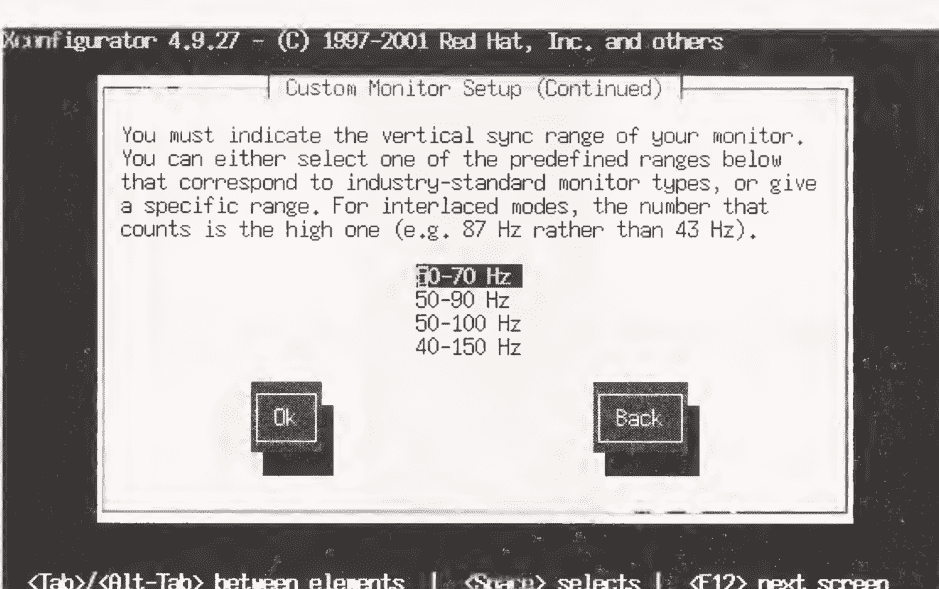 Xconfigurator 4.9.27 - (C) 1997-2001 Red Hat, Inc. and others
Custom Monitor Setup (Continued)
You must indicate the vertical sync range of your monitor.
You can either select one of the predefined ranges below
that correspond to industry-standard monitor types, or give
a specific range. For interlaced modes, the number that
counts is the high one (e.g. 87 Hz rather than 43 Hz).
50-70 Hz
50-90 Hz
50-100 Hz
40-150 Hz
Ok Back
<Tab>/<Alt-Tab> between elements | <Space> selects | <F12> next screen